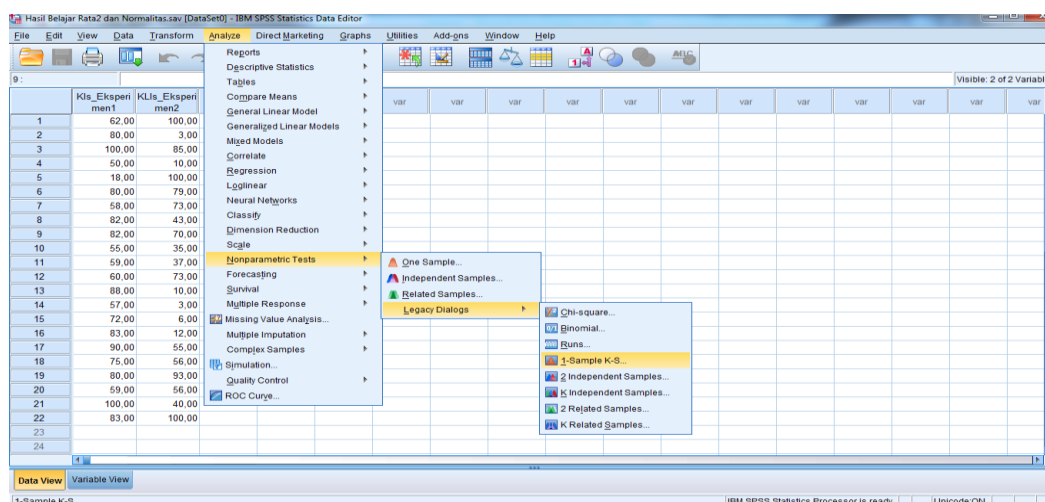 Hasil Belajar Rata2 dan Normalitas.sav [DataSet0] - IBM SPSS Statistics Data Editor
File Edit View Data Transform Analyze Direct Marketing Graphs Utilities Add-ons Window Help
9 :
Visible: 2 of 2 Variabl
Kls_Eksperi KLls_Eksperi var var var var var var var var var var var var
men1 men2
1 62,00 100,00
2 80,00 3,00
3 100,00 85,00
4 50,00 10,00
5 18,00 100,00
6 80,00 79,00
7 58,00 73,00
8 82,00 43,00
9 82,00 70,00
10 55,00 35,00
11 59,00 37,00
12 60,00 73,00
13 88,00 10,00
14 57,00 3,00
15 72,00 6,00
16 83,00 12,00
17 90,00 55,00
18 75,00 56,00
19 80,00 93,00
20 59,00 56,00
21 100,00 40,00
22 83,00 100,00
23
24
Reports
Descriptive Statistics
Tables
Compare Means
General Linear Model
Generalized Linear Models
Mixed Models
Correlate
Regression
Loglinear
Neural Networks
Classify
Dimension Reduction
Scale
Nonparametric Tests
Forecasting
Survival
Multiple Response
Missing Value Analysis...
Multiple Imputation
Complex Samples
Simulation...
Quality Control
ROC Curve...
One Sample...
Independent Samples...
Related Samples...
Legacy Dialogs
Chi-square...
Binomial...
Runs...
1-Sample K-S...
2 Independent Samples...
K Independent Samples...
2 Related Samples...
K Related Samples...
Data View Variable View
1-Sample K-S IBM SPSS Statistics Processor is ready Unicode:ON